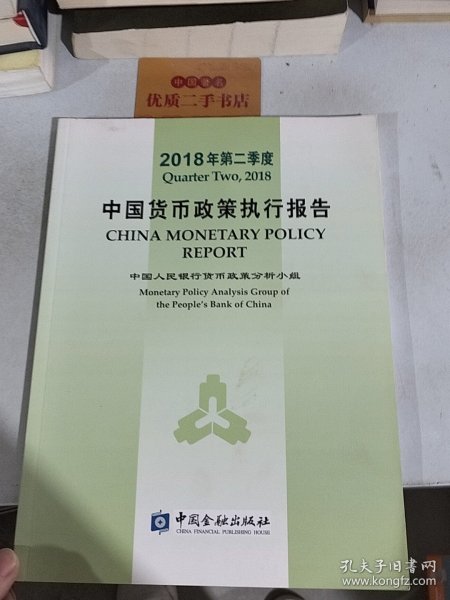 中国书店
优质二手书店
2018年第二季度
Quarter Two, 2018
中国货币政策执行报告
CHINA MONETARY POLICY
REPORT
中国人民银行货币政策分析小组
Monetary Policy Analysis Group of
the People's Bank of China
中国金融出版社
CHINA FINANCIAL PUBLISHING HOUSE
孔夫子旧书网
www.kongfz.com